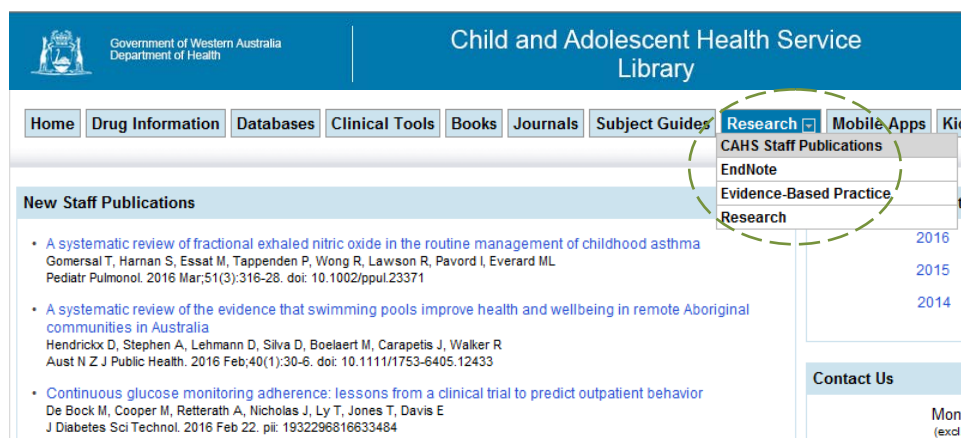 Government of Western Australia
Department of Health
Child and Adolescent Health Service
Library
Home Drug Information Databases Clinical Tools Books Journals Subject Guides Research Mobile Apps
CAHS Staff Publications
EndNote
Evidence-Based Practice
Research
New Staff Publications
• A systematic review of fractional exhaled nitric oxide in the routine management of childhood asthma
Gomersal T, Harnan S, Essat M, Tappenden P, Wong R, Lawson R, Pavord I, Everard ML
Pediatr Pulmonol. 2016 Mar;51(3):316-28. doi: 10.1002/ppul.23371
• A systematic review of the evidence that swimming pools improve health and wellbeing in remote Aboriginal
communities in Australia
Hendrickx D, Stephen A, Lehmann D, Silva D, Boelaert M, Carapetis J, Walker R
Aust N Z J Public Health. 2016 Feb;40(1):30-6. doi: 10.1111/1753-6405.12433
• Continuous glucose monitoring adherence: lessons from a clinical trial to predict outpatient behavior
De Bock M, Cooper M, Retterath A, Nicholas J, Ly T, Jones T, Davis E
J Diabetes Sci Technol. 2016 Feb 22. pii: 1932296816633484
2016
2015
2014
Contact Us
Mon
(excl